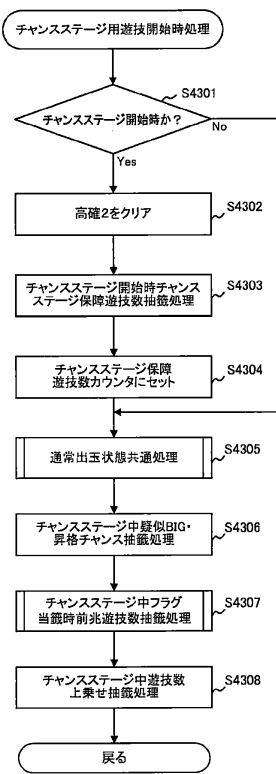 チャンスステージ用遊技開始時処理
S4301
チャンスステージ開始時か?
No
Yes
高確2をクリア
S4302
チャンスステージ開始時チャンス
ステージ保障遊技数抽籤処理
S4303
チャンスステージ保障
遊技数カウンタにセット
S4304
通常出玉状態共通処理
S4305
チャンスステージ中疑似BIG・
昇格チャンス抽籤処理
S4306
チャンスステージ中フラグ
当籤時前兆遊技数抽籤処理
S4307
チャンスステージ中遊技数
上乗せ抽籤処理
S4308
戻る